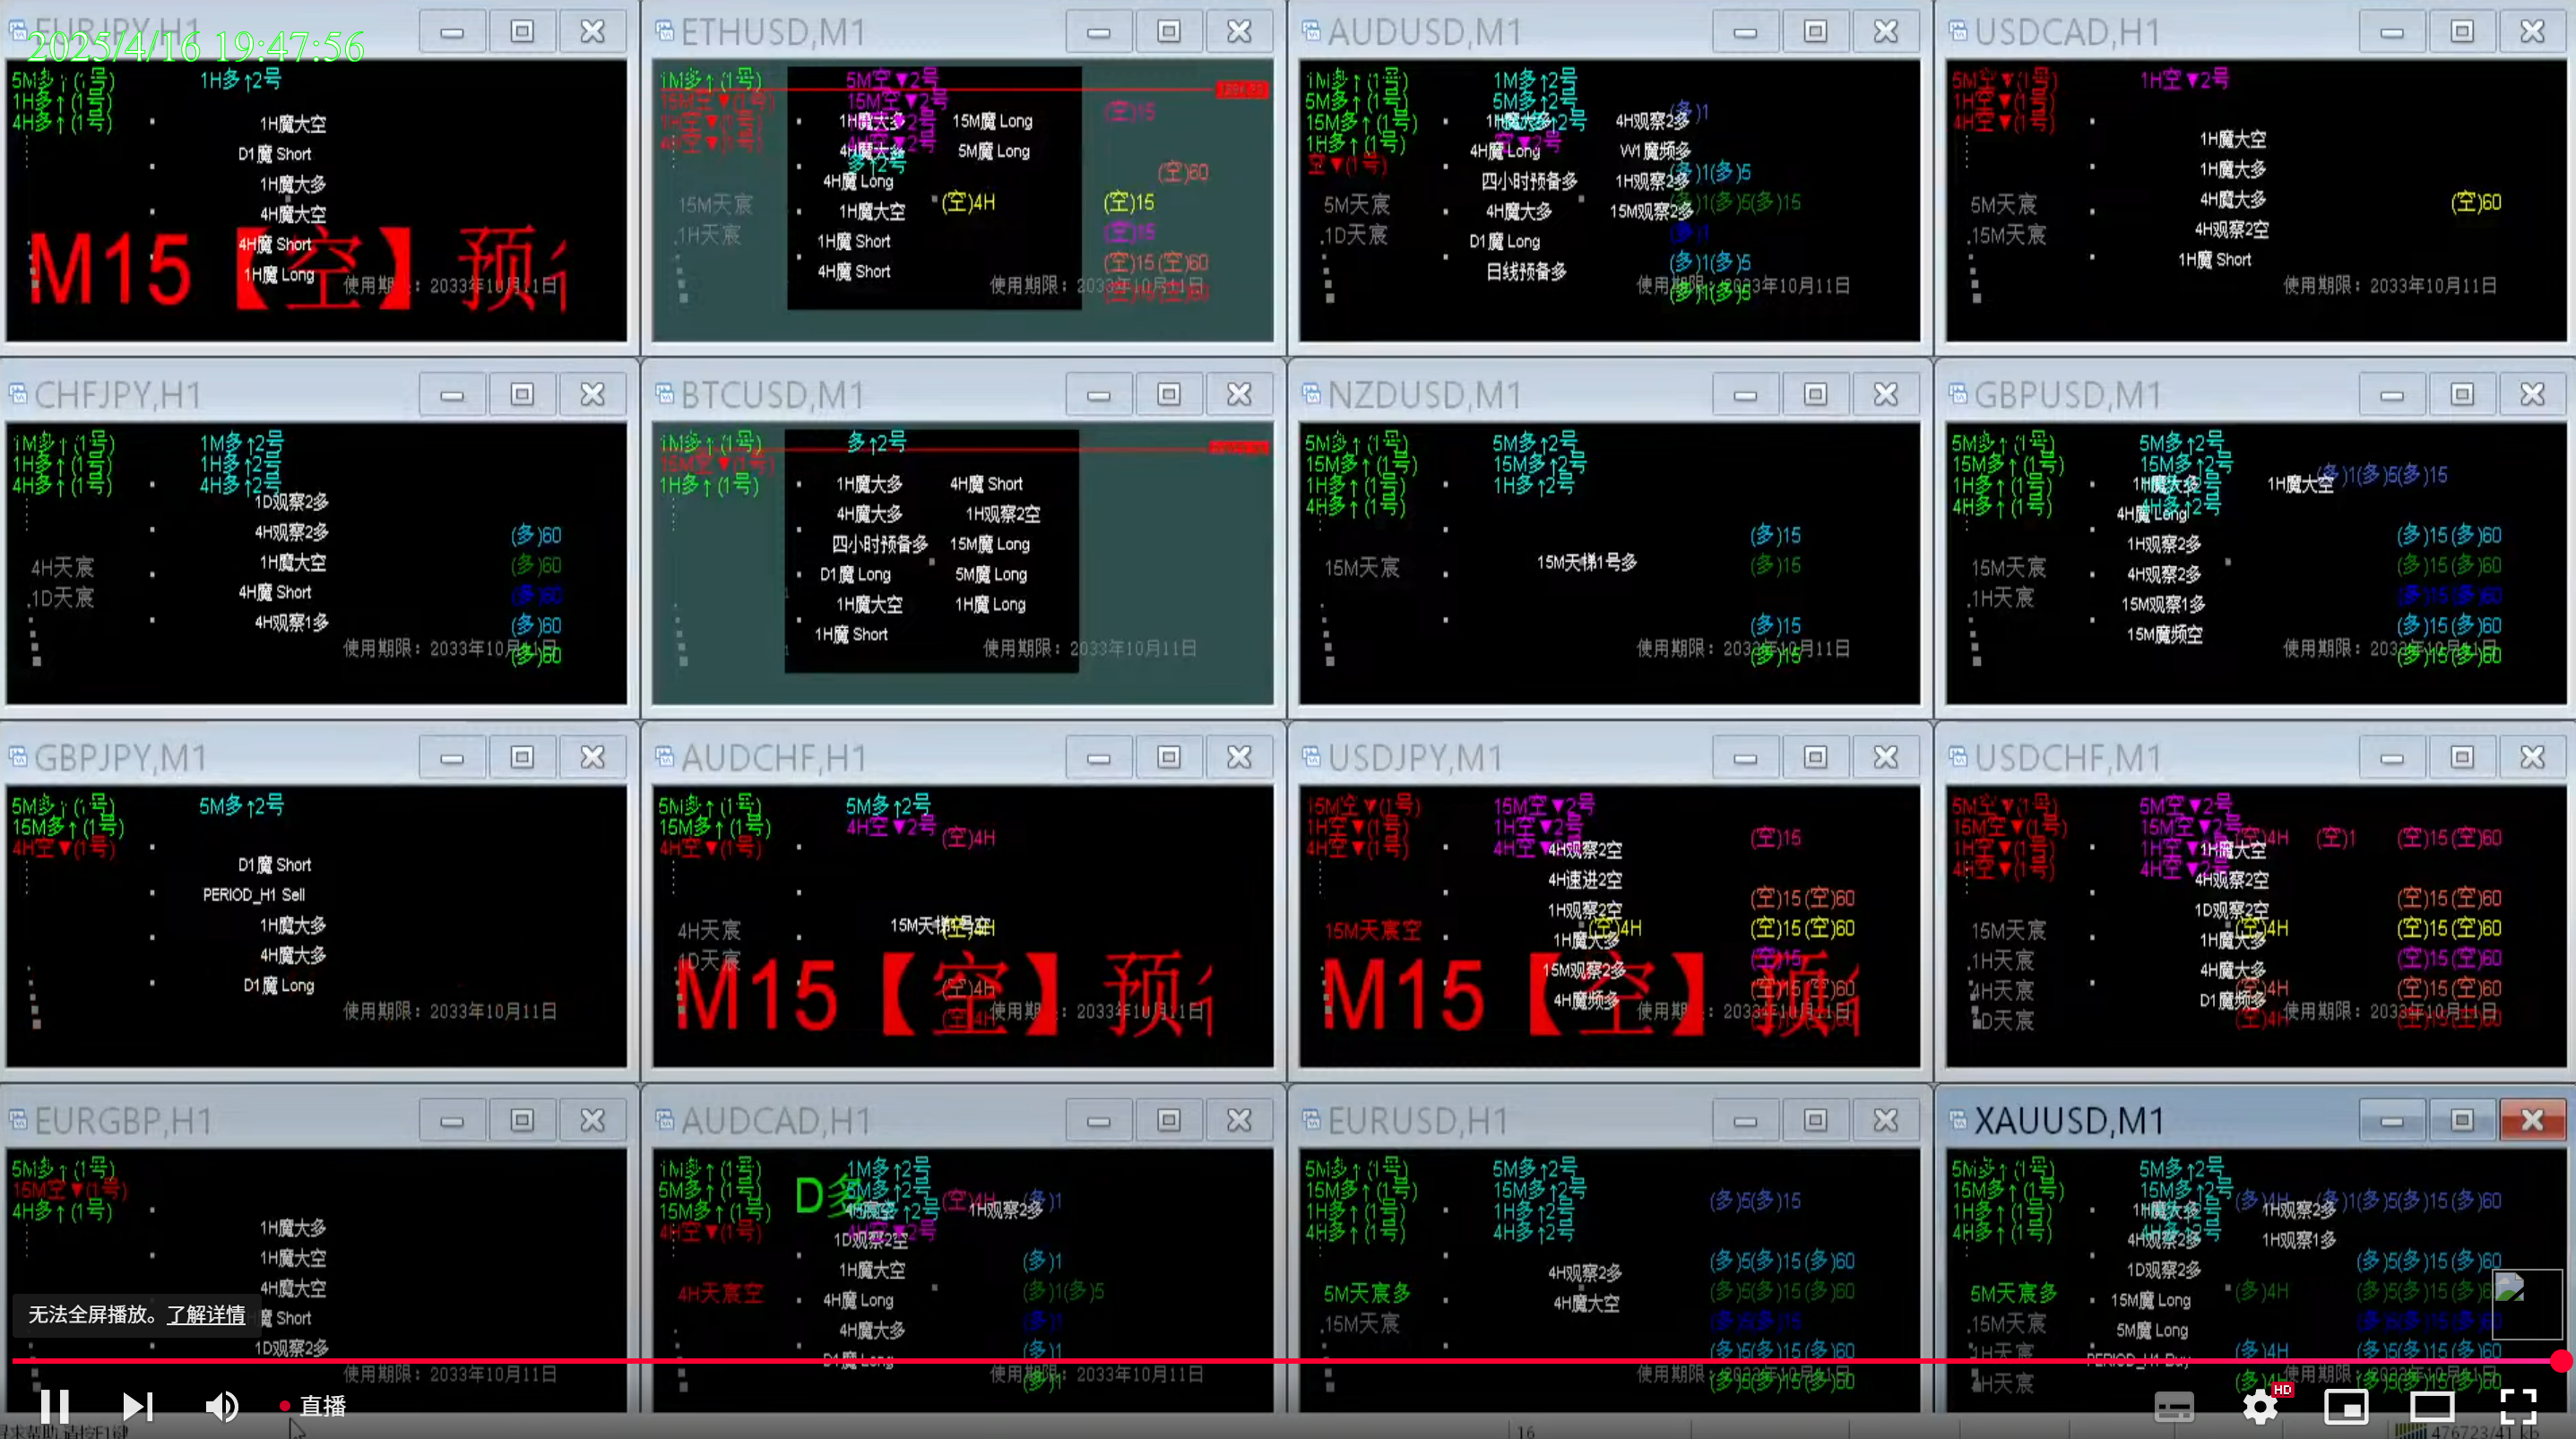 2025/4/16 19:47:56
EURJPY,H1
5M多↑(1号)
1H多↑(1号)
4H多↑(1号)
1H多↑2号
1H魔大空
D1魔 Short
1H魔大多
4H魔大空
4H魔 Short
1H魔 Long
M15【空】预
使用期限：2033年10月11日
ETHUSD,M1
1M多↑(1号)
15M空▼(1号)
1H空▼(1号)
4H空▼(1号)
5M空▼2号
15M空▼2号
多↑2号
1H魔大多
4H魔大多
4H魔 Long
1H魔大空
1H魔 Short
4H魔 Short
15M魔 Long
5M魔 Long
(空)4H
(空)15
(空)60
(空)15
(空)15
(空)15(空)60
15M天宸
1H天宸
使用期限：2033年10月11日
AUDUSD,M1
1M多↑(1号)
5M多↑(1号)
15M多↑(1号)
1H多↑(1号)
空▼(1号)
1M多↑2号
5M多↑2号
4H魔 Long
四小时预备多
4H魔大多
D1魔 Long
日线预备多
4H观察2多
W1魔频多
1H观察2多
15M观察2多
(多)1
(多)1(多)5
(多)1(多)5(多)15
(多)1
(多)1(多)5
(多)1(多)5
5M天宸
1D天宸
使用期限：2033年10月11日
USDCAD,H1
5M空▼(1号)
1H空▼(1号)
4H空▼(1号)
1H空▼2号
1H魔大空
1H魔大多
4H魔大多
4H观察2空
1H魔 Short
(空)60
5M天宸
15M天宸
使用期限：2033年10月11日
CHFJPY,H1
1M多↑(1号)
1H多↑(1号)
4H多↑(1号)
1M多↑2号
1H多↑2号
4H多↑2号
1D观察2多
4H观察2多
1H魔大空
4H魔 Short
4H观察1多
(多)60
(多)60
(多)60
(多)60
(多)60
4H天宸
1D天宸
使用期限：2033年10月11日
BTCUSD,M1
1M多↑(1号)
15M空▼(1号)
1H多↑(1号)
多↑2号
1H魔大多
4H魔大多
四小时预备多
D1魔 Long
1H魔大空
1H魔 Short
4H魔 Short
1H观察2空
15M魔 Long
5M魔 Long
1H魔 Long
使用期限：2033年10月11日
NZDUSD,M1
5M多↑(1号)
15M多↑(1号)
1H多↑(1号)
4H多↑(1号)
5M多↑2号
15M多↑2号
1H多↑2号
15M天梯1号多
(多)15
(多)15
(多)15
(多)15
15M天宸
使用期限：2033年10月11日
GBPUSD,M1
5M多↑(1号)
15M多↑(1号)
1H多↑(1号)
4H多↑(1号)
5M多↑2号
15M多↑2号
1H魔大多
4H魔 Long
1H观察2多
4H观察2多
15M观察1多
15M魔频空
1H魔大空
(多)1(多)5(多)15
(多)15(多)60
(多)15(多)60
(多)15(多)60
(多)15(多)60
(多)15(多)60
15M天宸
1H天宸
使用期限：2033年10月11日
GBPJPY,M1
5M多↑(1号)
15M多↑(1号)
4H空▼(1号)
5M多↑2号
D1魔 Short
PERIOD_H1 Sell
1H魔大多
4H魔大多
D1魔 Long
使用期限：2033年10月11日
AUDCHF,H1
5M多↑(1号)
15M多↑(1号)
4H空▼(1号)
5M多↑2号
4H空▼2号
(空)4H
(空)4H
(空)4H
(空)4H
4H天宸
1D天宸
M15【空】预
使用期限：2033年10月11日
USDJPY,M1
15M空▼(1号)
1H空▼(1号)
4H空▼(1号)
15M空▼2号
1H空▼2号
4H观察2空
4H速进2空
1H观察2空
1H魔大多
15M观察2多
4H魔频多
(空)4H
(空)15
(空)15(空)60
(空)15(空)60
(空)15
(空)15(空)60
15M天宸空
M15【空】预
使用期限：2033年10月11日
USDCHF,M1
5M空▼(1号)
15M空▼(1号)
1H空▼(1号)
4H空▼(1号)
5M空▼2号
15M空▼2号
1H魔大空
4H观察2空
1D观察2空
1H魔大多
4H魔大多
D1魔频多
(空)4H
(空)1
(空)15(空)60
(空)15(空)60
(空)4H
(空)15(空)60
(空)15(空)60
(空)4H
(空)15(空)60
15M天宸
1H天宸
4H天宸
1D天宸
使用期限：2033年10月11日
EURGBP,H1
5M多↑(1号)
15M空▼(1号)
4H多↑(1号)
1H魔大多
1H魔大空
4H魔大空
魔 Short
1D观察2多
使用期限：2033年10月11日
AUDCAD,H1
1M多↑(1号)
5M多↑(1号)
15M多↑(1号)
4H空▼(1号)
D多
1M多↑2号
5M多↑2号
1D观察2空
1H魔大空
4H魔 Long
4H魔大多
D1魔 Long
1H观察2多
(空)4H
(多)1
(多)1
(多)1(多)5
(多)1
(多)1
(多)1
4H天宸空
使用期限：2033年10月11日
EURUSD,H1
5M多↑(1号)
15M多↑(1号)
1H多↑(1号)
4H多↑(1号)
5M多↑2号
15M多↑2号
1H多↑2号
4H多↑2号
4H观察2多
4H魔大空
(多)5(多)15
(多)5(多)15(多)60
(多)5(多)15(多)60
(多)5(多)15
(多)5(多)15(多)60
(多)5(多)15(多)60
5M天宸多
15M天宸
使用期限：2033年10月11日
XAUUSD,M1
5M多↑(1号)
15M多↑(1号)
1H多↑(1号)
4H多↑(1号)
5M多↑2号
15M多↑2号
1H魔大多
4H观察2多
1D观察2多
15M魔 Long
5M魔 Long
PERIOD_H1 Buy
1H观察2多
1H观察1多
(多)4H
(多)1(多)5(多)15(多)60
(多)5(多)15(多)60
(多)4H
(多)5(多)15
(多)4H
(多)5(多)15(多)60
5M天宸多
15M天宸
1H天宸
4H天宸
使用期限：2033年10月11日
无法全屏播放。了解详情
直播
HD
16
476723/41 kb